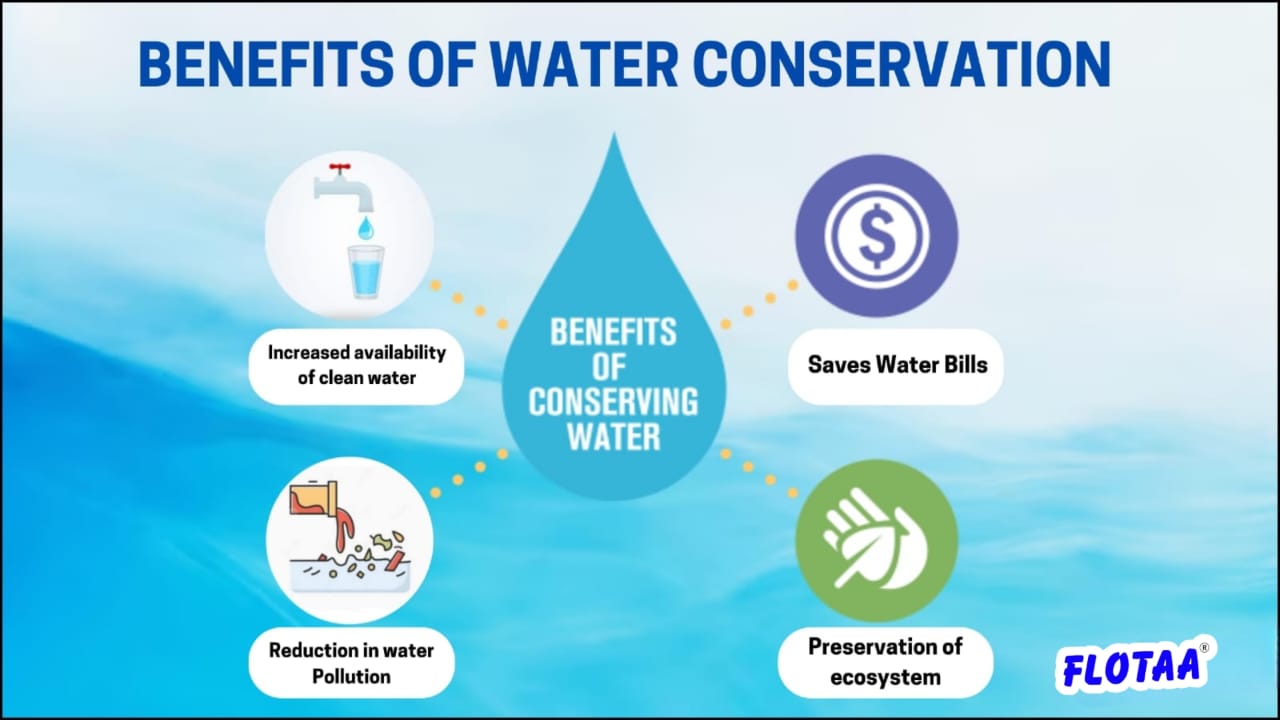 BENEFITS OF WATER CONSERVATION
Increased availability
of clean water
BENEFITS
OF
CONSERVING
WATER
$
Saves Water Bills
Reduction in water
Pollution
Preservation of
ecosystem
FLOTAA®